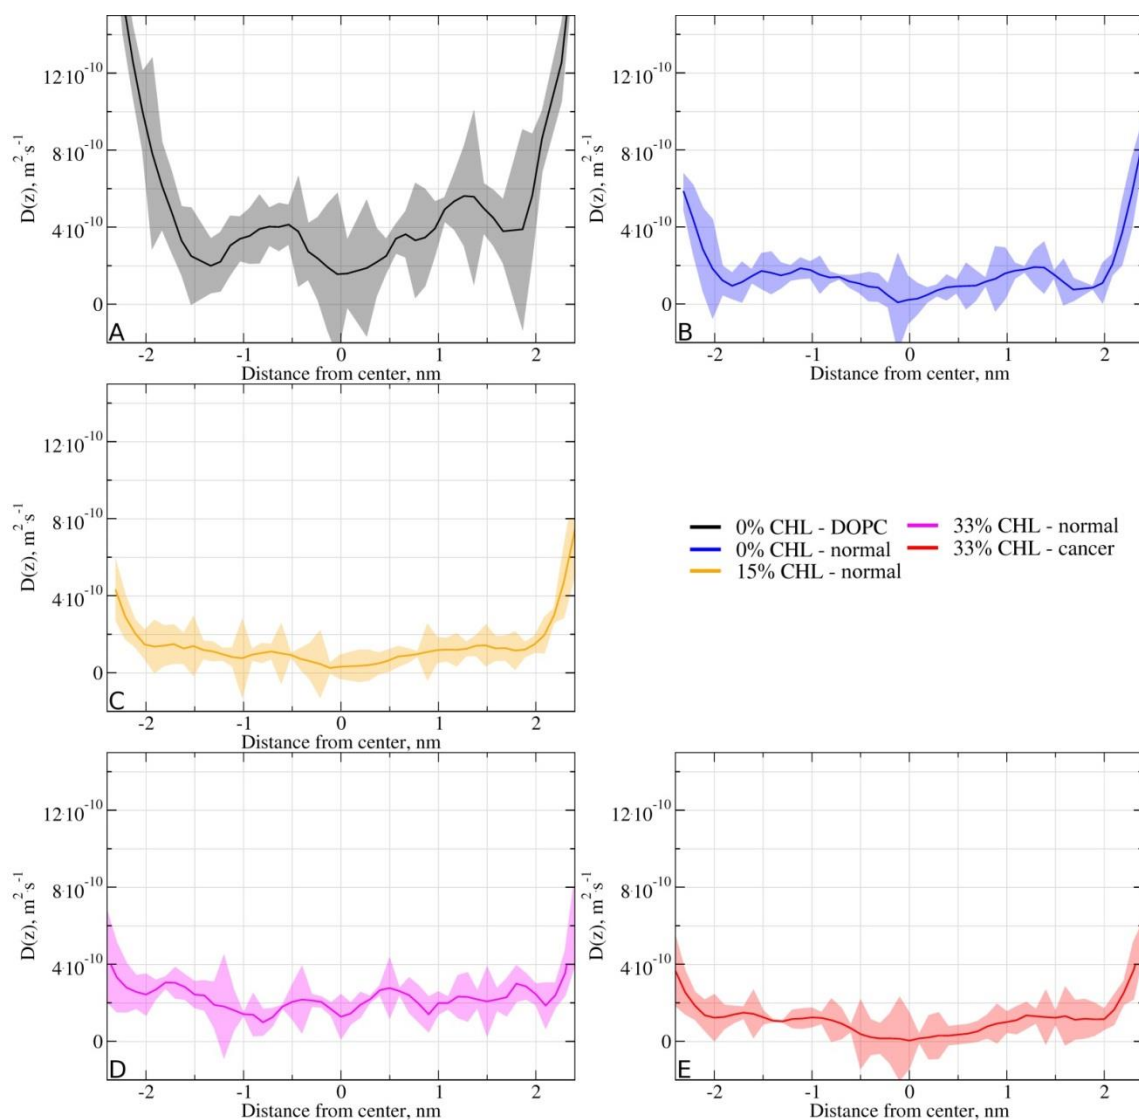 12·10⁻¹⁰
8·10⁻¹⁰
4·10⁻¹⁰
0
D(z), m² s⁻¹
A
-2 -1 0 1 2
Distance from center, nm
12·10⁻¹⁰
8·10⁻¹⁰
4·10⁻¹⁰
0
D(z), m² s⁻¹
B
-2 -1 0 1 2
Distance from center, nm
12·10⁻¹⁰
8·10⁻¹⁰
4·10⁻¹⁰
0
D(z), m² s⁻¹
C
-2 -1 0 1 2
Distance from center, nm
0% CHL - DOPC
0% CHL - normal
15% CHL - normal
33% CHL - normal
33% CHL - cancer
12·10⁻¹⁰
8·10⁻¹⁰
4·10⁻¹⁰
0
D(z), m² s⁻¹
D
-2 -1 0 1 2
Distance from center, nm
12·10⁻¹⁰
8·10⁻¹⁰
4·10⁻¹⁰
0
D(z), m² s⁻¹
E
-2 -1 0 1 2
Distance from center, nm